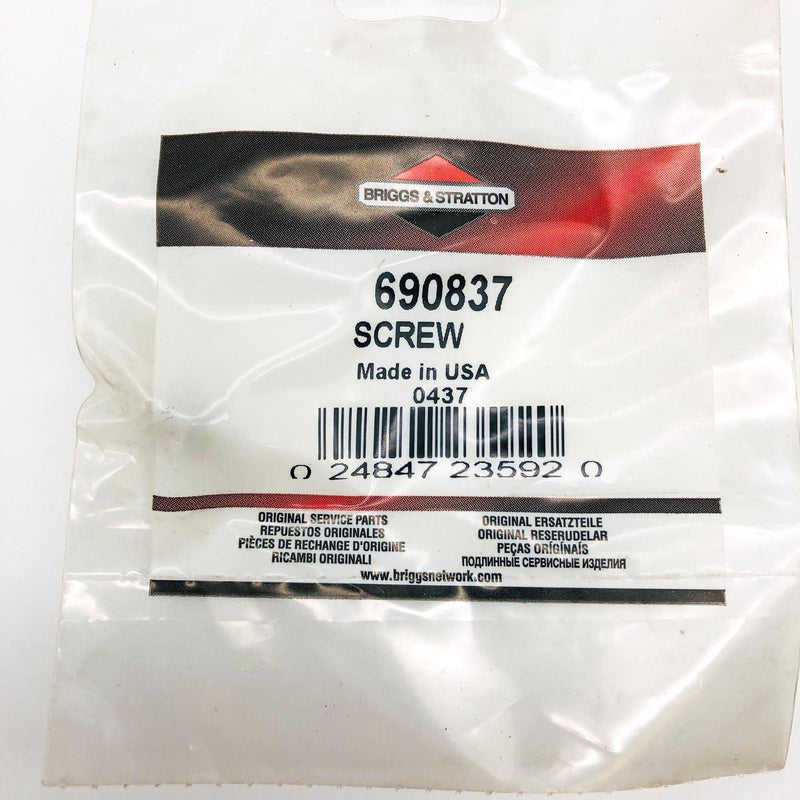 BRIGGS & STRATTON
690837
SCREW
Made in USA
0437
0 24847 23592 0
ORIGINAL SERVICE PARTS
REPUESTOS ORIGINALES
PIÈCES DE RECHANGE D'ORIGINE
RICAMBI ORIGINALI
ORIGINAL ERSATZTEILE
ORIGINAL RESERUDELAR
PEÇAS ORIGINAIS
ПОДЛИННЫЕ СЕРВИСНЫЕ ИЗДЕЛИЯ
www.briggsnetwork.com